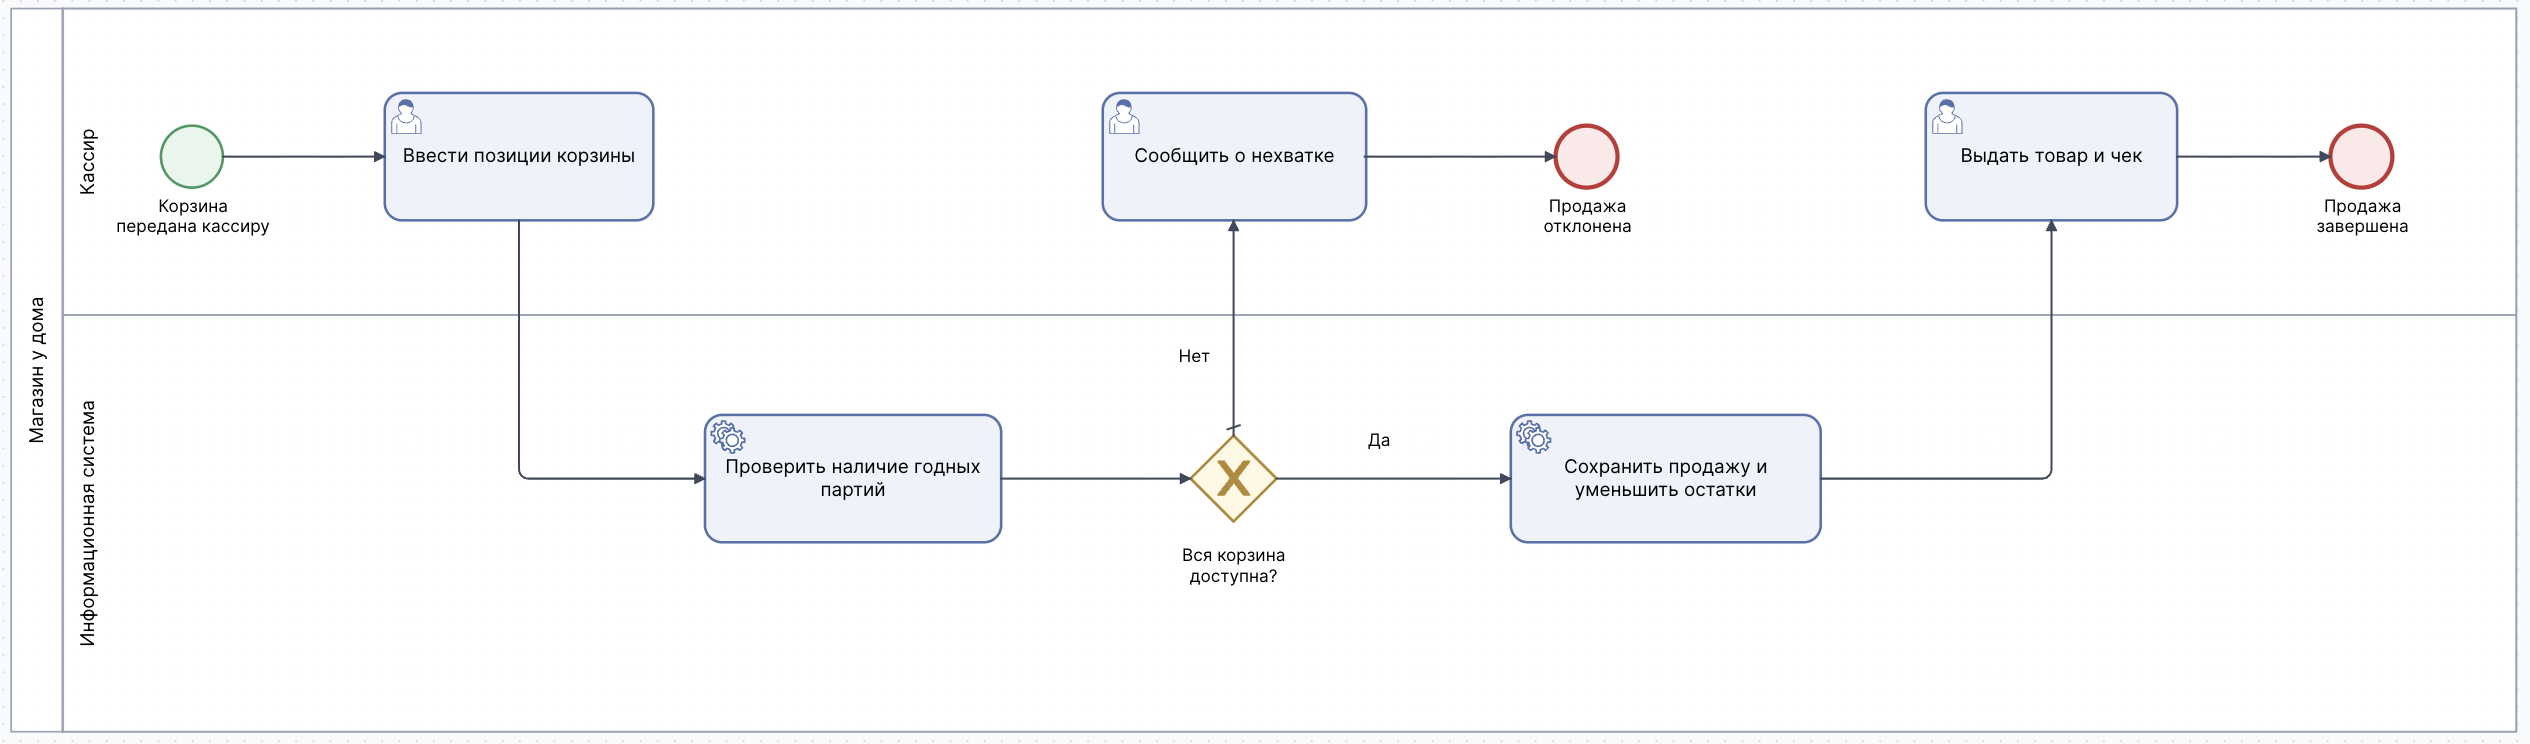 Магазин у дома
Кассир
Корзина
передана кассиру
Ввести позиции корзины
Сообщить о нехватке
Продажа
отклонена
Выдать товар и чек
Продажа
завершена
Информационная система
Проверить наличие годных
партий
Нет
Вся корзина
доступна?
Да
Сохранить продажу и
уменьшить остатки